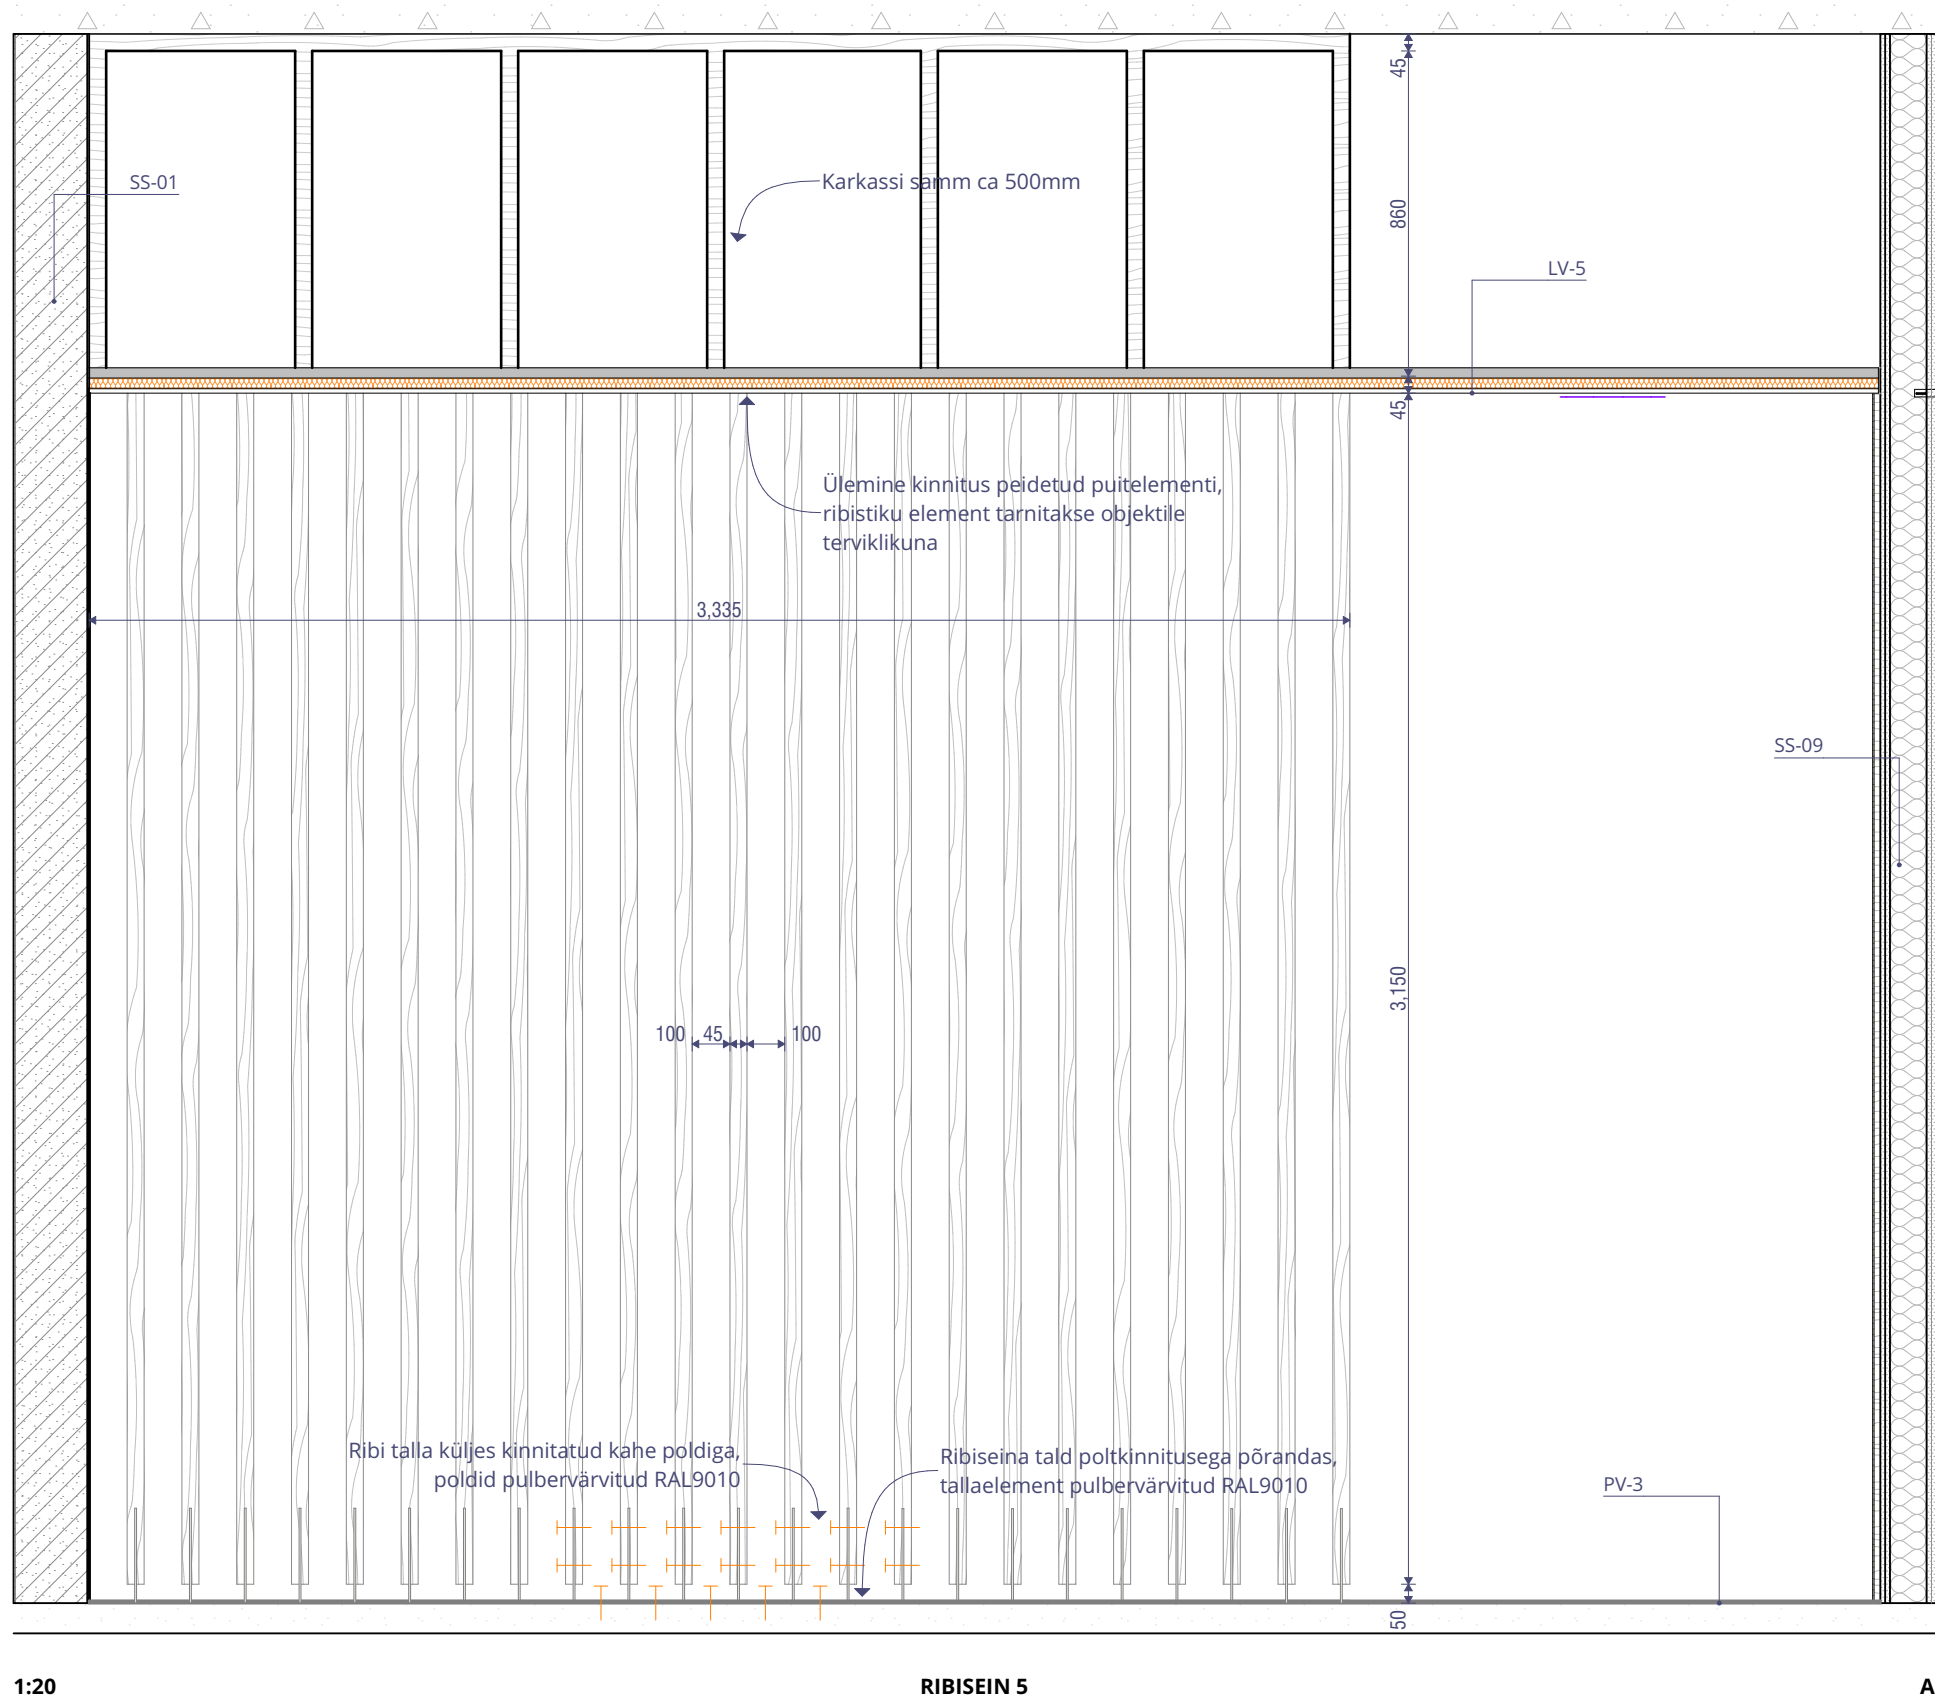 45
SS-01
Karkassi samm ca 500mm
860
LV-5
45
Ülemine kinnitus peidetud puitelementi,
ribistiku element tarnitakse objektile
terviklikuna
3,335
SS-09
3,150
100 45 100
Ribi talla küljes kinnitatud kahe poldiga,
poldid pulbervärvitud RAL9010
Ribiseina tald poltkinnitusega põrandas,
tallaelement pulbervärvitud RAL9010
PV-3
50
1:20 RIBISEIN 5 A